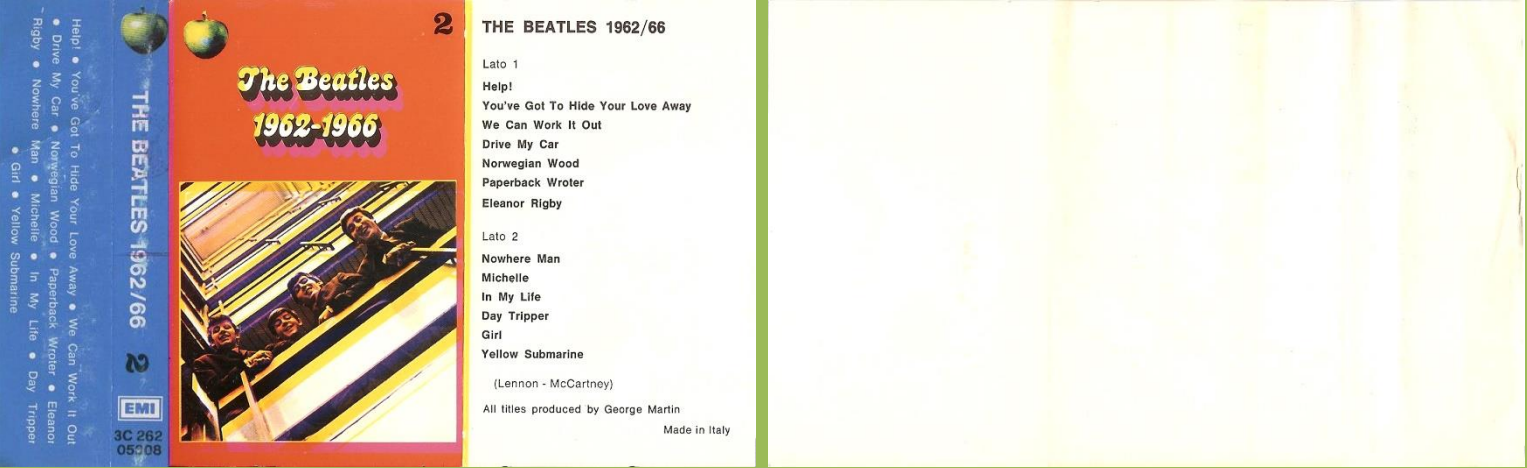 Help! ● You've Got To Hide Your Love Away ● We Can Work It Out
● Drive My Car ● Norwegian Wood ● Paperback Wroter ● Eleanor
Rigby ● Nowhere Man ● Michelle ● In My Life ● Day Tripper
● Girl ● Yellow Submarine
THE BEATLES 1962/66 2
EMI
3C 262
05308
2
The Beatles
1962-1966
THE BEATLES 1962/66
Lato 1
Help!
You've Got To Hide Your Love Away
We Can Work It Out
Drive My Car
Norwegian Wood
Paperback Wroter
Eleanor Rigby
Lato 2
Nowhere Man
Michelle
In My Life
Day Tripper
Girl
Yellow Submarine
(Lennon - McCartney)
All titles produced by George Martin
Made in Italy